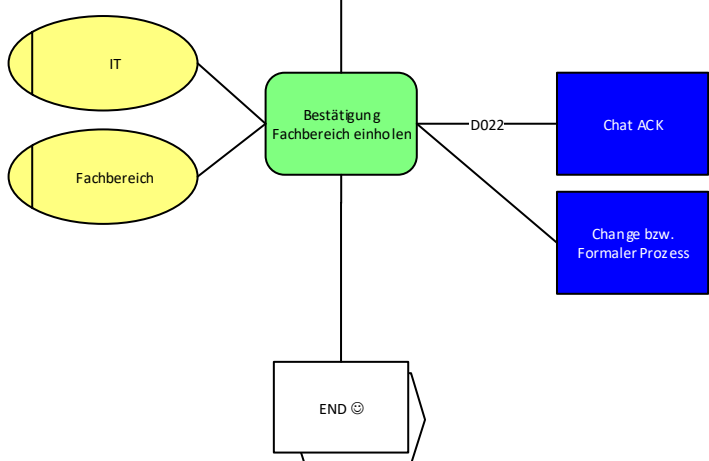 IT
Bestätigung
Fachbereich einholen
D022
Chat ACK
Fachbereich
Change bzw.
Formaler Prozess
END ☺